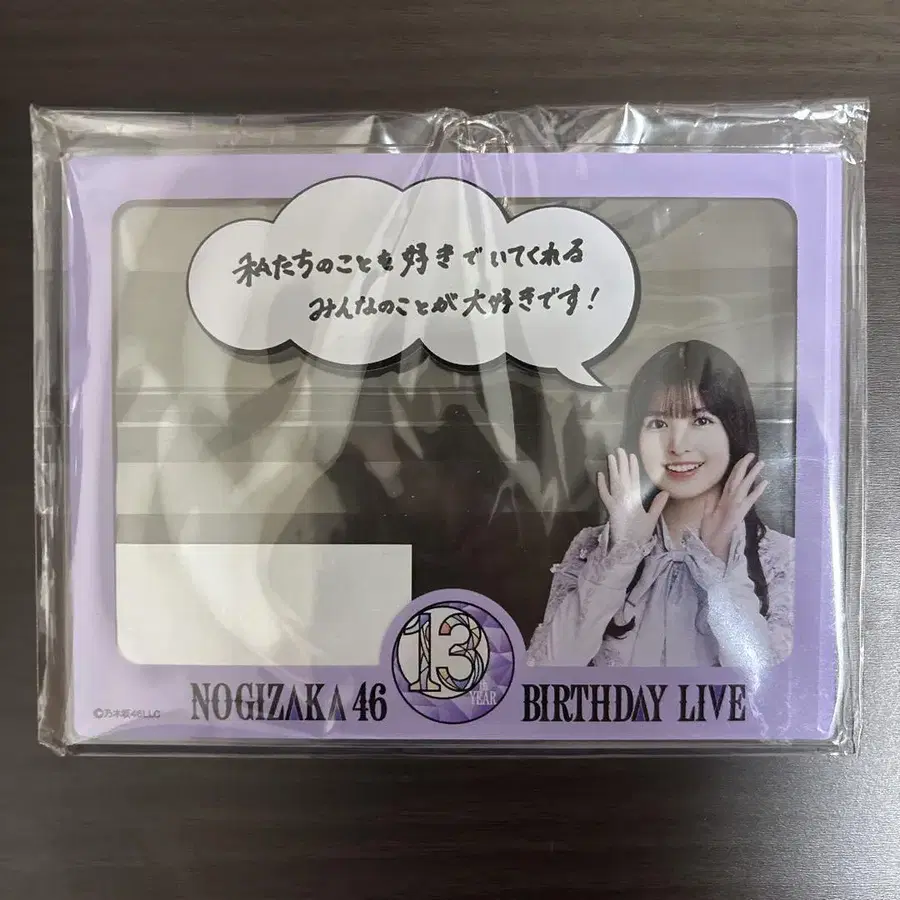 私たちのことを好きでいてくれる
みんなのことが大好きです!
NOGIZAKA 46
13
YEAR
BIRTHDAY LIVE
©乃木坂46LLC